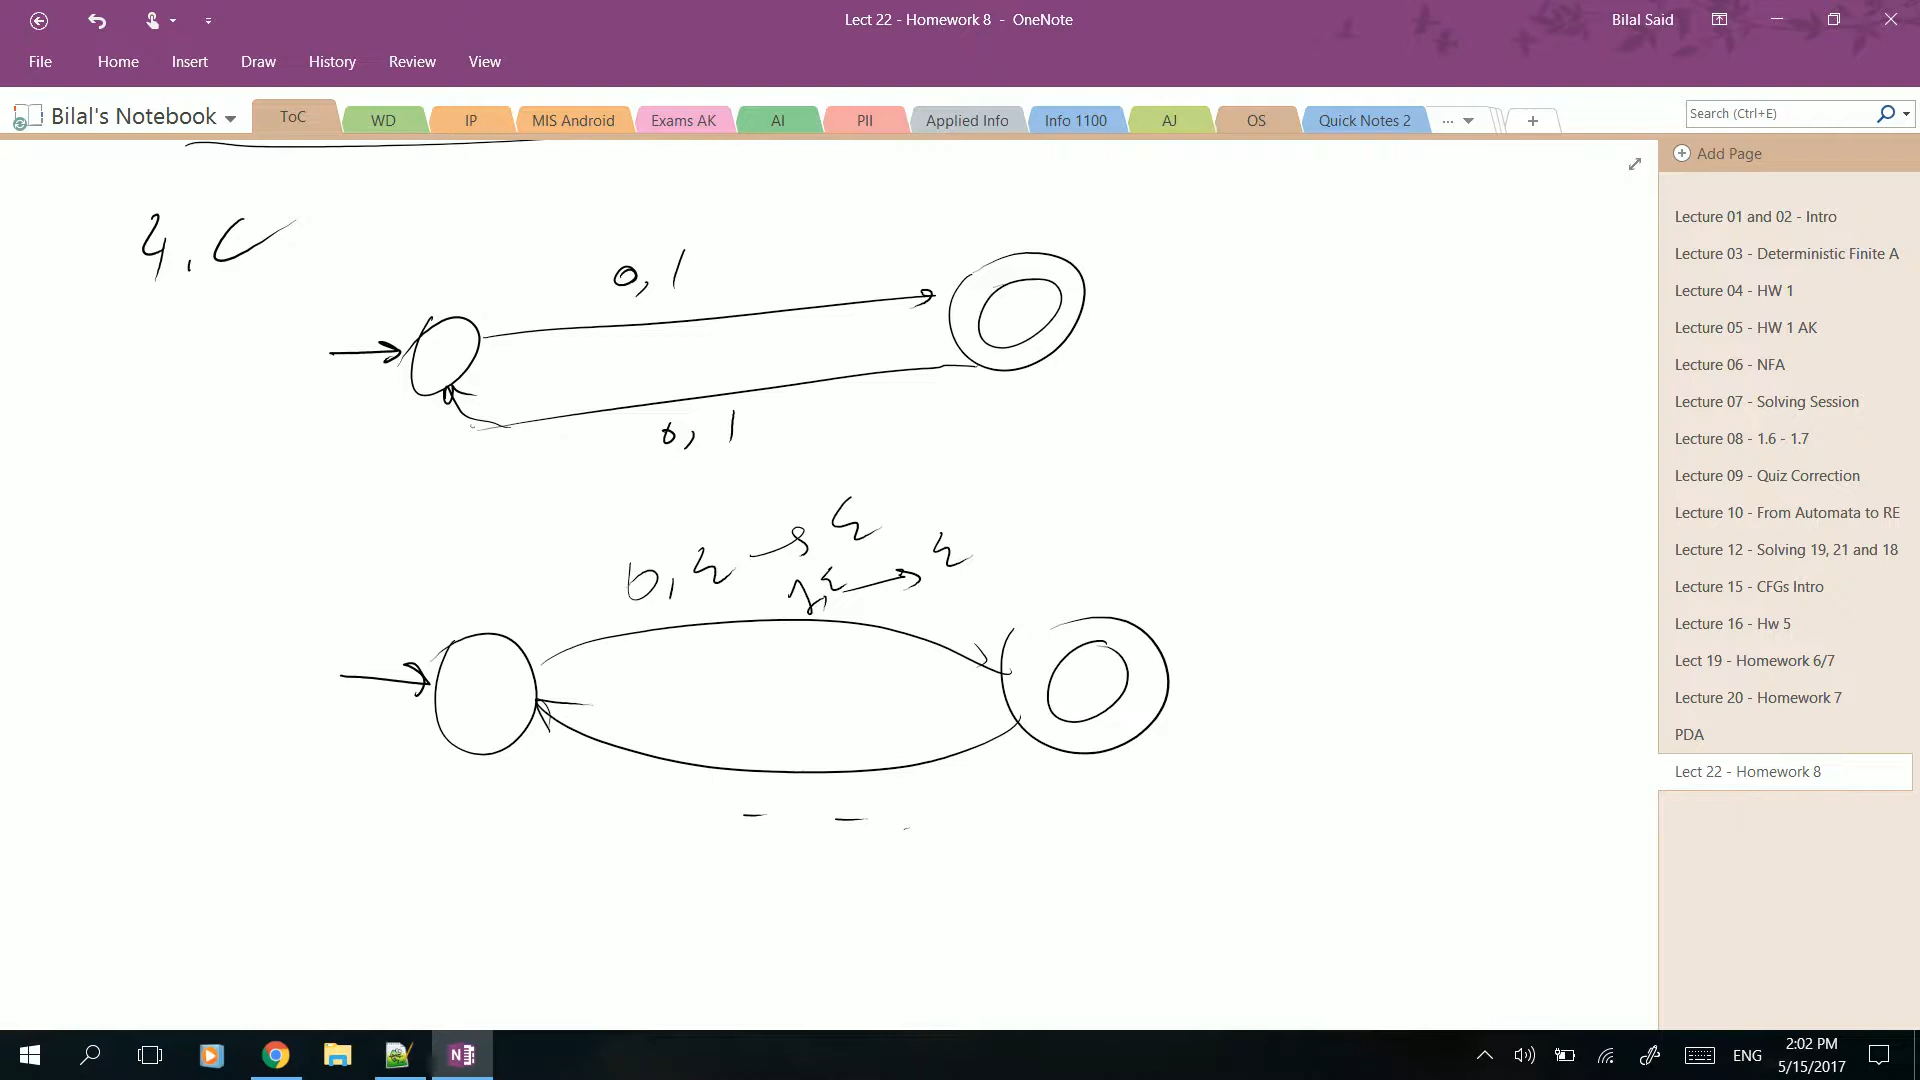 Lect 22 - Homework 8 - OneNote
Bilal Said
File Home Insert Draw History Review View
Bilal's Notebook
ToC WD IP MIS Android Exams AK AI PII Applied Info Info 1100 AJ OS Quick Notes 2 ... +
Search (Ctrl+E)
Add Page
Lecture 01 and 02 - Intro
Lecture 03 - Deterministic Finite A
Lecture 04 - HW 1
Lecture 05 - HW 1 AK
Lecture 06 - NFA
Lecture 07 - Solving Session
Lecture 08 - 1.6 - 1.7
Lecture 09 - Quiz Correction
Lecture 10 - From Automata to RE
Lecture 12 - Solving 19, 21 and 18
Lecture 15 - CFGs Intro
Lecture 16 - Hw 5
Lect 19 - Homework 6/7
Lecture 20 - Homework 7
PDA
Lect 22 - Homework 8
4. C
0, 1
0, 1
0, ε → ε
1, ε → ε
- -
ENG
2:02 PM
5/15/2017